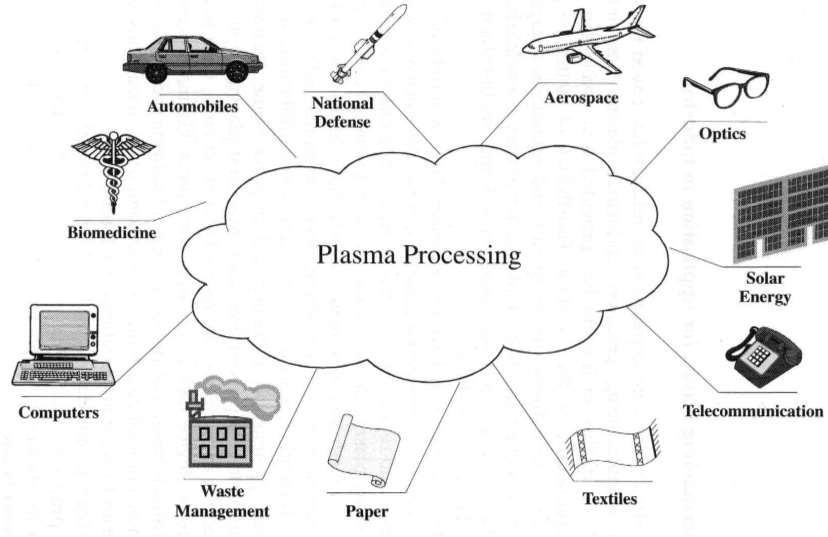 Automobiles
National
Defense
Aerospace
Optics
Biomedicine
Plasma Processing
Solar
Energy
Computers
Telecommunication
Waste
Management
Paper
Textiles